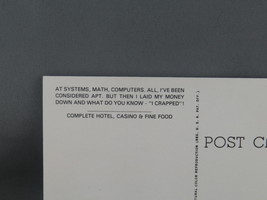 AT SYSTEMS, MATH, COMPUTERS, ALL, I'VE BEEN
CONSIDERED APT. BUT THEN I LAID MY MONEY
DOWN AND WHAT DO YOU KNOW - "I CRAPPED"!
COMPLETE HOTEL, CASINO & FINE FOOD
POST C